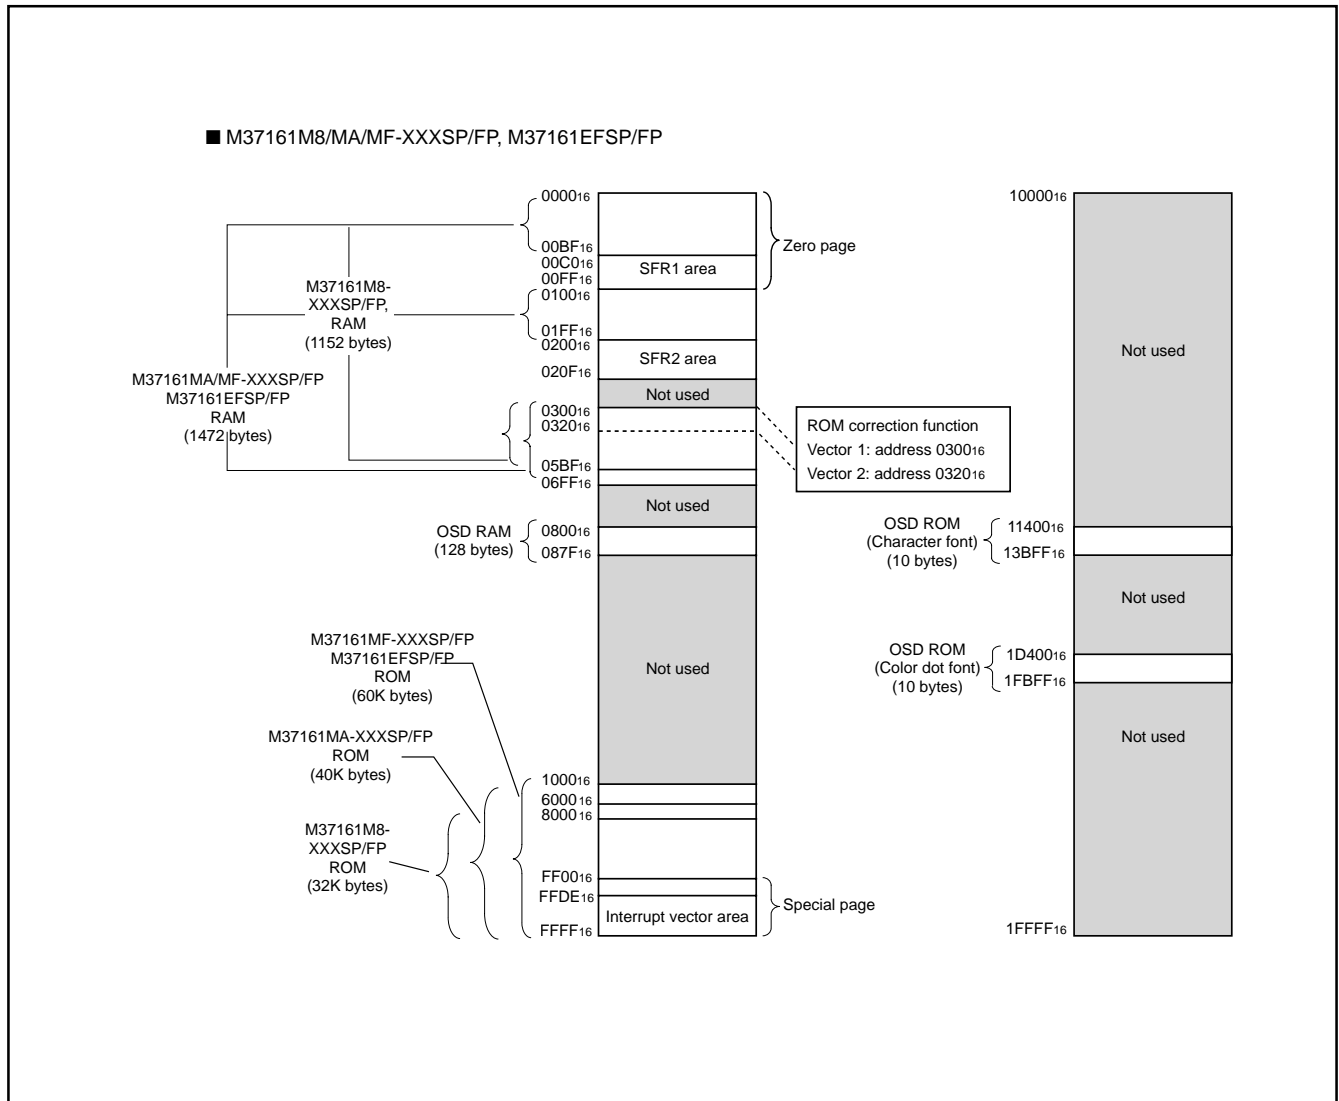 ■ M37161M8/MA/MF-XXXSP/FP, M37161EFSP/FP
000016
00BF16
00C016
00FF16
010016
01FF16
020016
020F16
030016
032016
05BF16
06FF16
080016
087F16
100016
600016
800016
FF0016
FFDE16
FFFF16
SFR1 area
SFR2 area
Not used
Not used
Not used
Interrupt vector area
Zero page
Special page
M37161M8-
XXXSP/FP,
RAM
(1152 bytes)
M37161MA/MF-XXXSP/FP
M37161EFSP/FP
RAM
(1472 bytes)
ROM correction function
Vector 1: address 030016
Vector 2: address 032016
OSD RAM
(128 bytes)
M37161MF-XXXSP/FP
M37161EFSP/FP
ROM
(60K bytes)
M37161MA-XXXSP/FP
ROM
(40K bytes)
M37161M8-
XXXSP/FP
ROM
(32K bytes)
1000016
Not used
OSD ROM
(Character font)
(10 bytes)
1140016
13BFF16
Not used
OSD ROM
(Color dot font)
(10 bytes)
1D40016
1FBFF16
Not used
1FFFF16